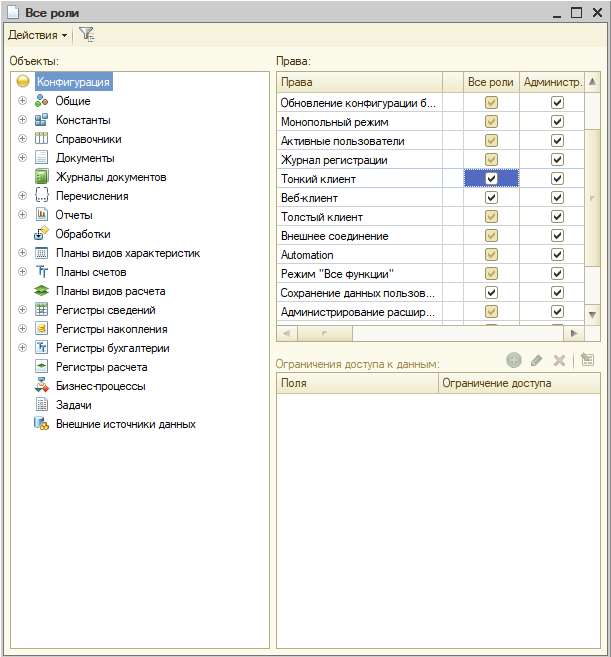 Все роли
Действия
Объекты:
Конфигурация
Общие
Константы
Справочники
Документы
Журналы документов
Перечисления
Отчеты
Обработки
Планы видов характеристик
Планы счетов
Планы видов расчета
Регистры сведений
Регистры накопления
Регистры бухгалтерии
Регистры расчета
Бизнес-процессы
Задачи
Внешние источники данных
Права:
Права Все роли Администр.
Обновление конфигурации б...
Монопольный режим
Активные пользователи
Журнал регистрации
Тонкий клиент
Веб-клиент
Толстый клиент
Внешнее соединение
Automation
Режим "Все функции"
Сохранение данных пользов...
Администрирование расшир...
Ограничения доступа к данным:
Поля Ограничение доступа